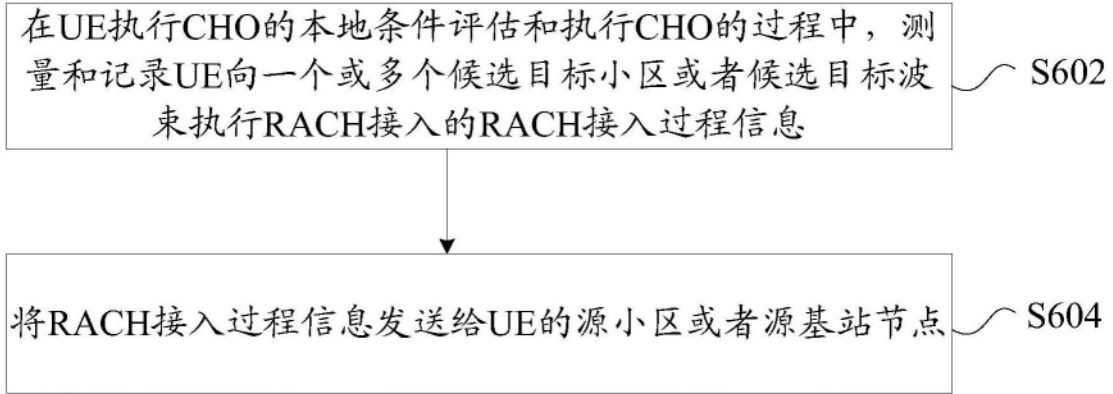 在UE执行CHO的本地条件评估和执行CHO的过程中，测
量和记录UE向一个或多个候选目标小区或者候选目标波
束执行RACH接入的RACH接入过程信息
S602
将RACH接入过程信息发送给UE的源小区或者源基站节点
S604